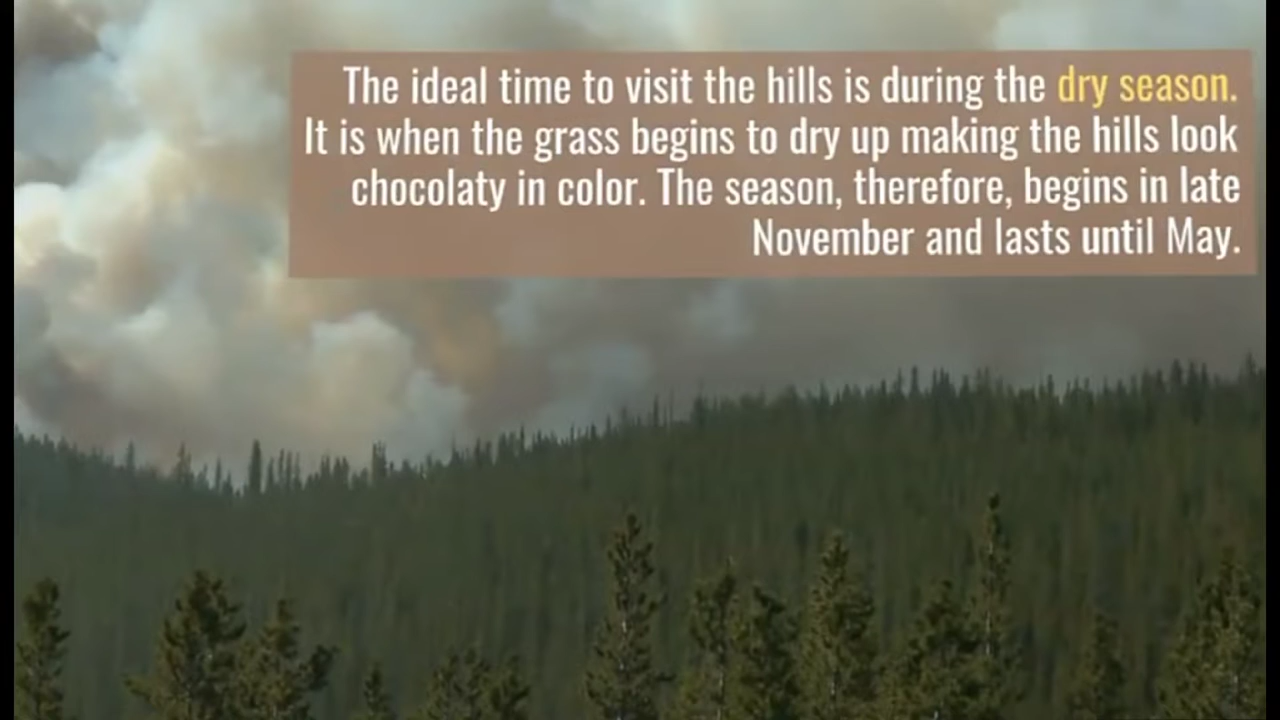 The ideal time to visit the hills is during the dry season.
It is when the grass begins to dry up making the hills look
chocolaty in color. The season, therefore, begins in late
November and lasts until May.